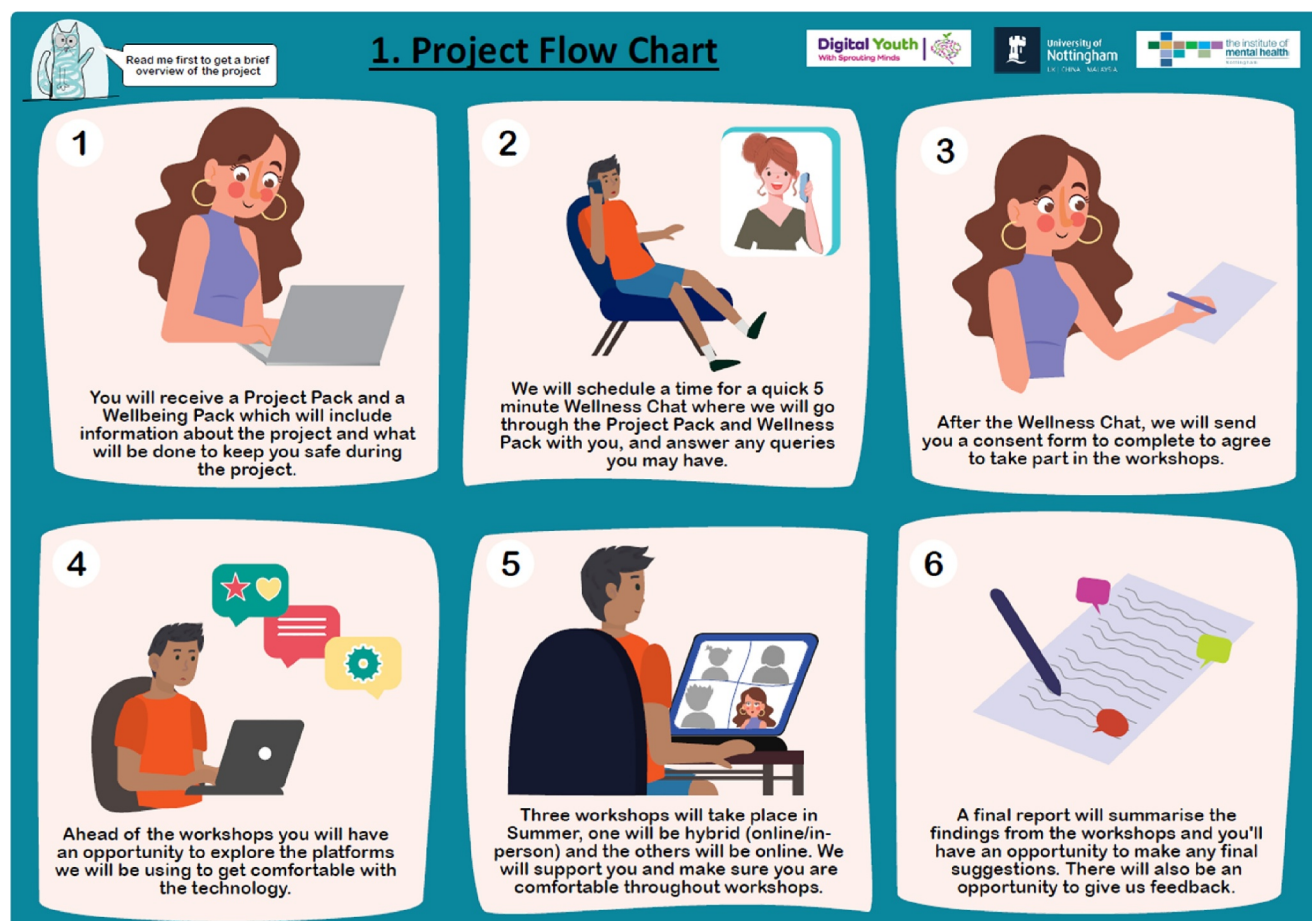 Read me first to get a brief
overview of the project
1. Project Flow Chart
Digital Youth
With Sprouting Minds
University of
Nottingham
UK | CHINA | MALAYSIA
the institute of
mental health
Nottingham
1
You will receive a Project Pack and a
Wellbeing Pack which will include
information about the project and what
will be done to keep you safe during
the project.
2
We will schedule a time for a quick 5
minute Wellness Chat where we will go
through the Project Pack and Wellness
Pack with you, and answer any queries
you may have.
3
After the Wellness Chat, we will send
you a consent form to complete to agree
to take part in the workshops.
4
Ahead of the workshops you will have
an opportunity to explore the platforms
we will be using to get comfortable with
the technology.
5
Three workshops will take place in
Summer, one will be hybrid (online/in-
person) and the others will be online. We
will support you and make sure you are
comfortable throughout workshops.
6
A final report will summarise the
findings from the workshops and you'll
have an opportunity to make any final
suggestions. There will also be an
opportunity to give us feedback.